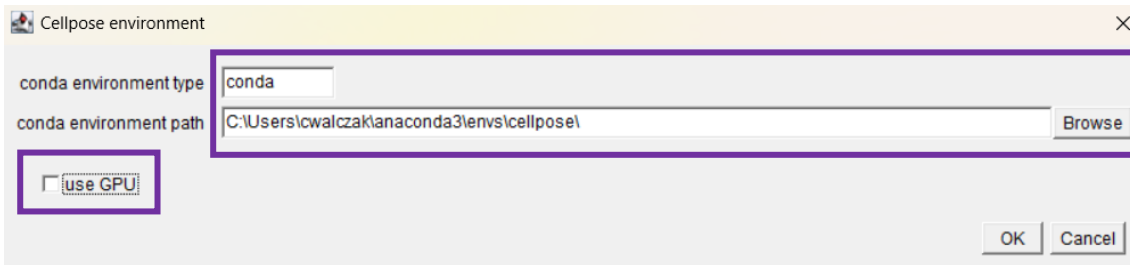 Cellpose environment
conda environment type conda
conda environment path C:\Users\cwalczak\anaconda3\envs\cellpose\ Browse
use GPU
OK Cancel